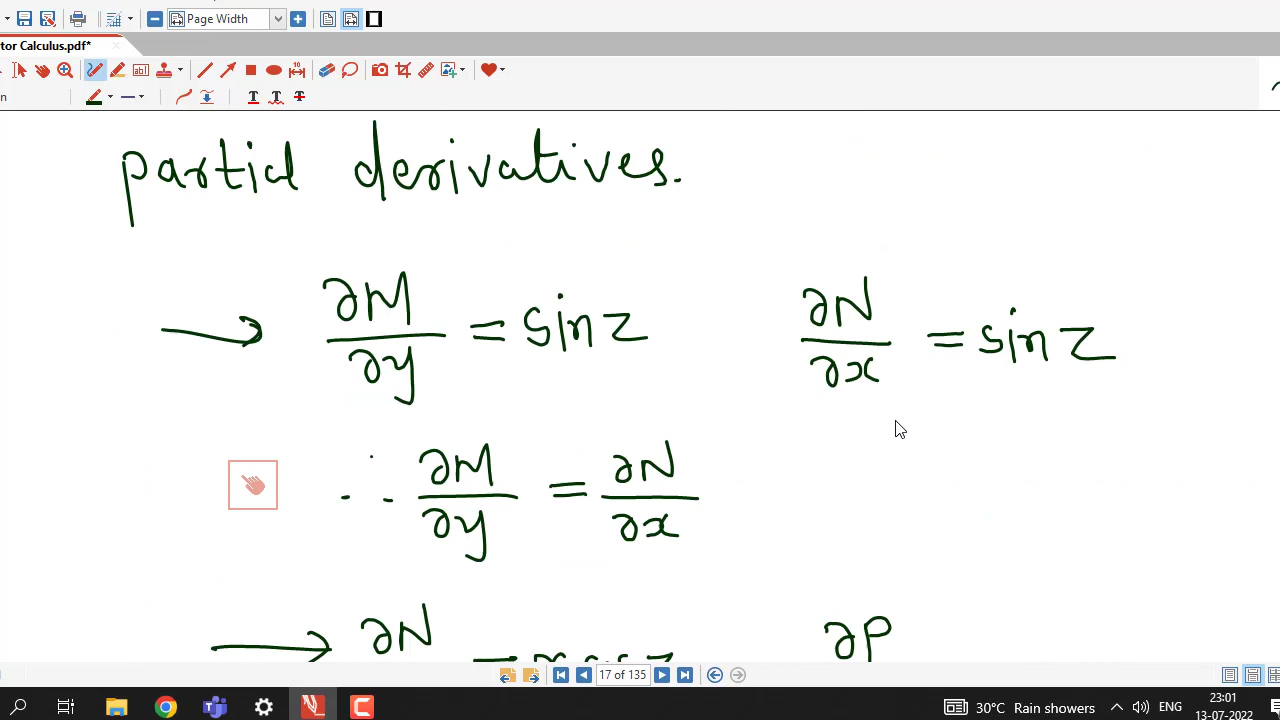 Page Width
tor Calculus.pdf*
partial derivatives.
→ ∂M/∂y = sin z ∂N/∂x = sin z
∴ ∂M/∂y = ∂N/∂x
→ ∂N ∂P
17 of 135
23:01
30°C Rain showers ENG
13-07-2022